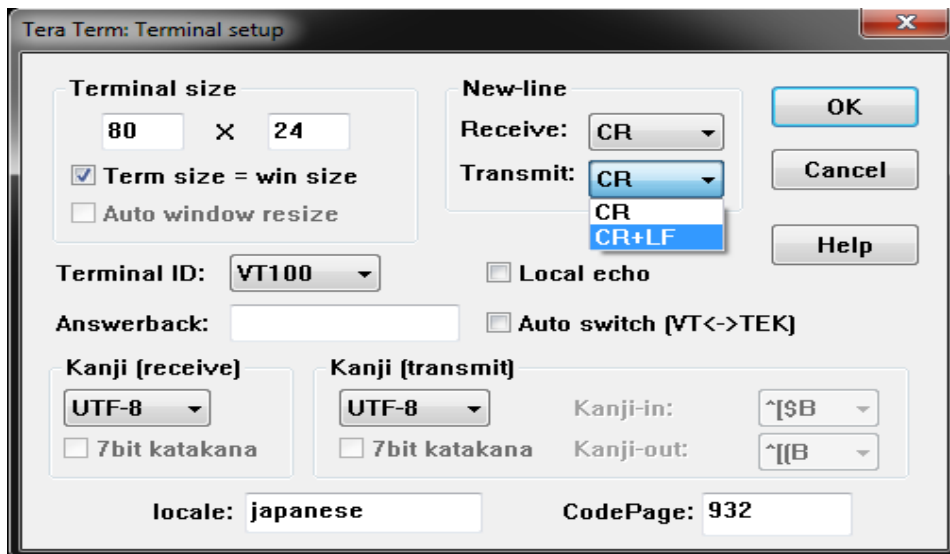 Tera Term: Terminal setup
Terminal size
80 X 24
Term size = win size
Auto window resize
New-line
Receive: CR
Transmit: CR
CR
CR+LF
OK
Cancel
Help
Terminal ID: VT100
Local echo
Answerback:
Auto switch (VT<->TEK)
Kanji (receive)
UTF-8
7bit katakana
Kanji (transmit)
UTF-8
7bit katakana
Kanji-in: ^[$B
Kanji-out: ^[(B
locale: japanese
CodePage: 932